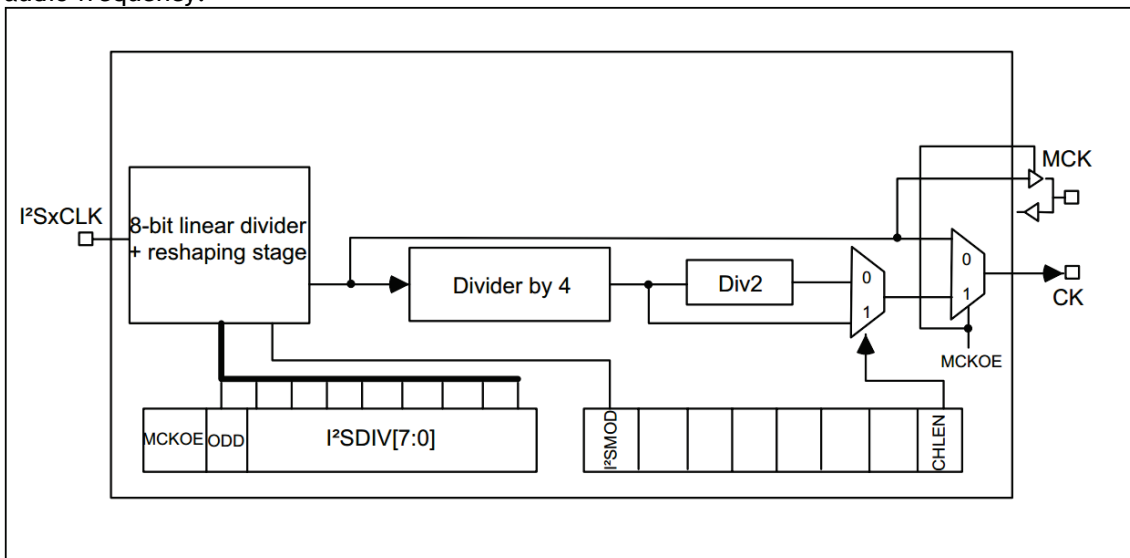 audio frequency.
MCK
I²SxCLK
8-bit linear divider
+ reshaping stage
0
Divider by 4
Div2
0
1
1
CK
MCKOE
MCKOE
ODD
I²SDIV[7:0]
I²SMOD
CHLEN